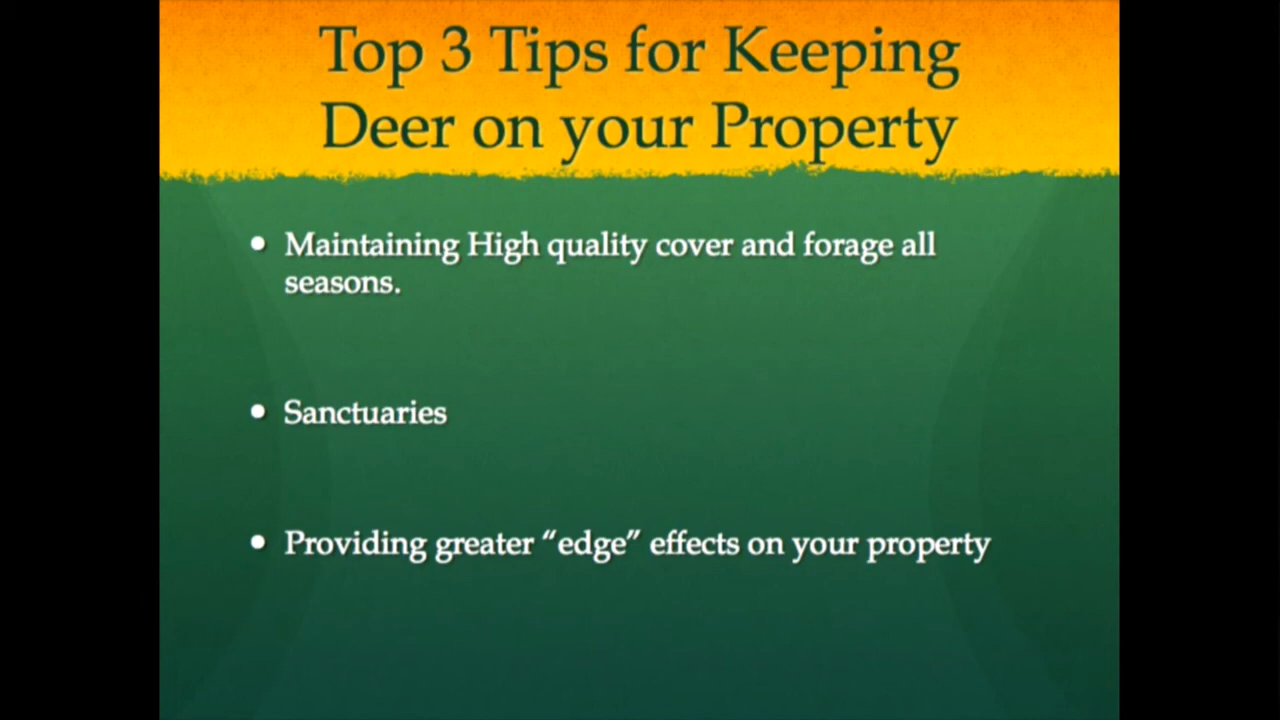 Top 3 Tips for Keeping
Deer on your Property
• Maintaining High quality cover and forage all
seasons.
• Sanctuaries
• Providing greater “edge” effects on your property